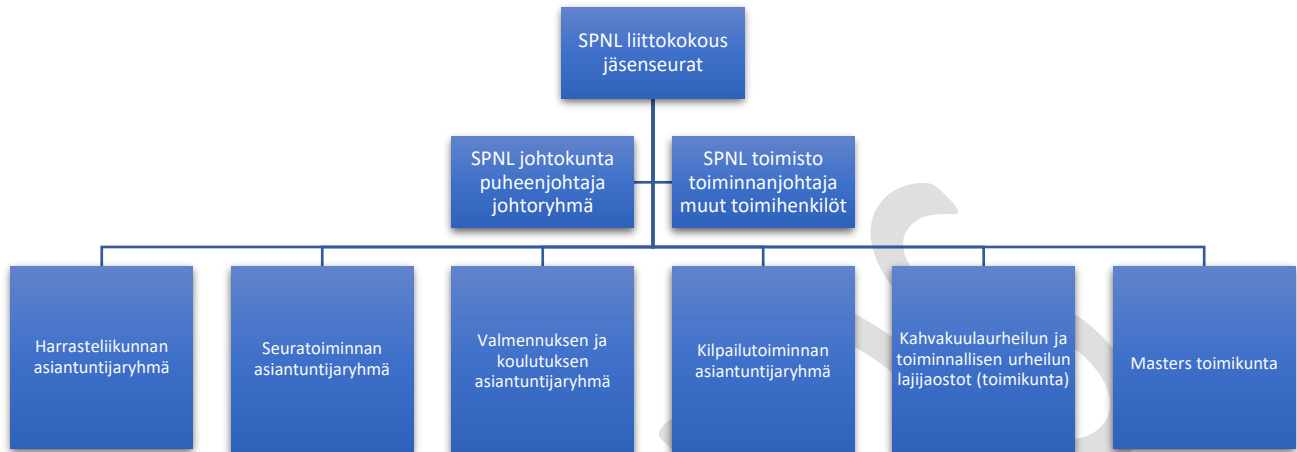 SPNL liittokokous
jäsenseurat
SPNL johtokunta
puheenjohtaja
johtoryhmä
SPNL toimisto
toiminnanjohtaja
muut toimihenkilöt
Harrasteliikunnan
asiantuntijaryhmä
Seuratoiminnan
asiantuntijaryhmä
Valmennuksen ja
koulutuksen
asiantuntijaryhmä
Kilpailutoiminnan
asiantuntijaryhmä
Kahvakuulaurheilun ja
toiminnallisen urheilun
lajijaostot (toimikunta)
Masters toimikunta